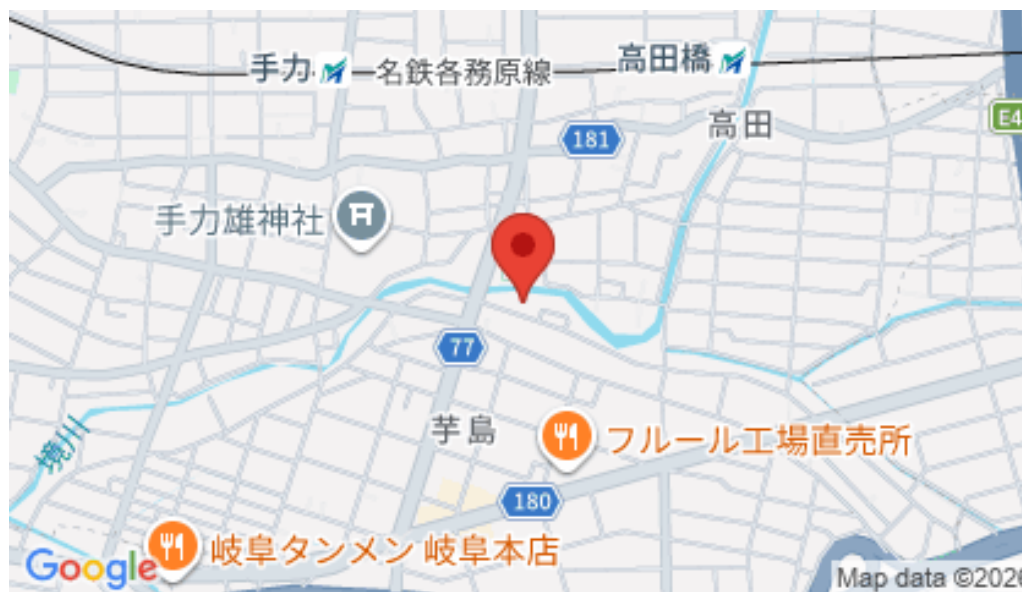 手力
名鉄各務原線
高田橋
E4
181
高田
手力雄神社
77
芋島
境川
フルール工場直売所
180
岐阜タンメン 岐阜本店
Google
Map data ©2026